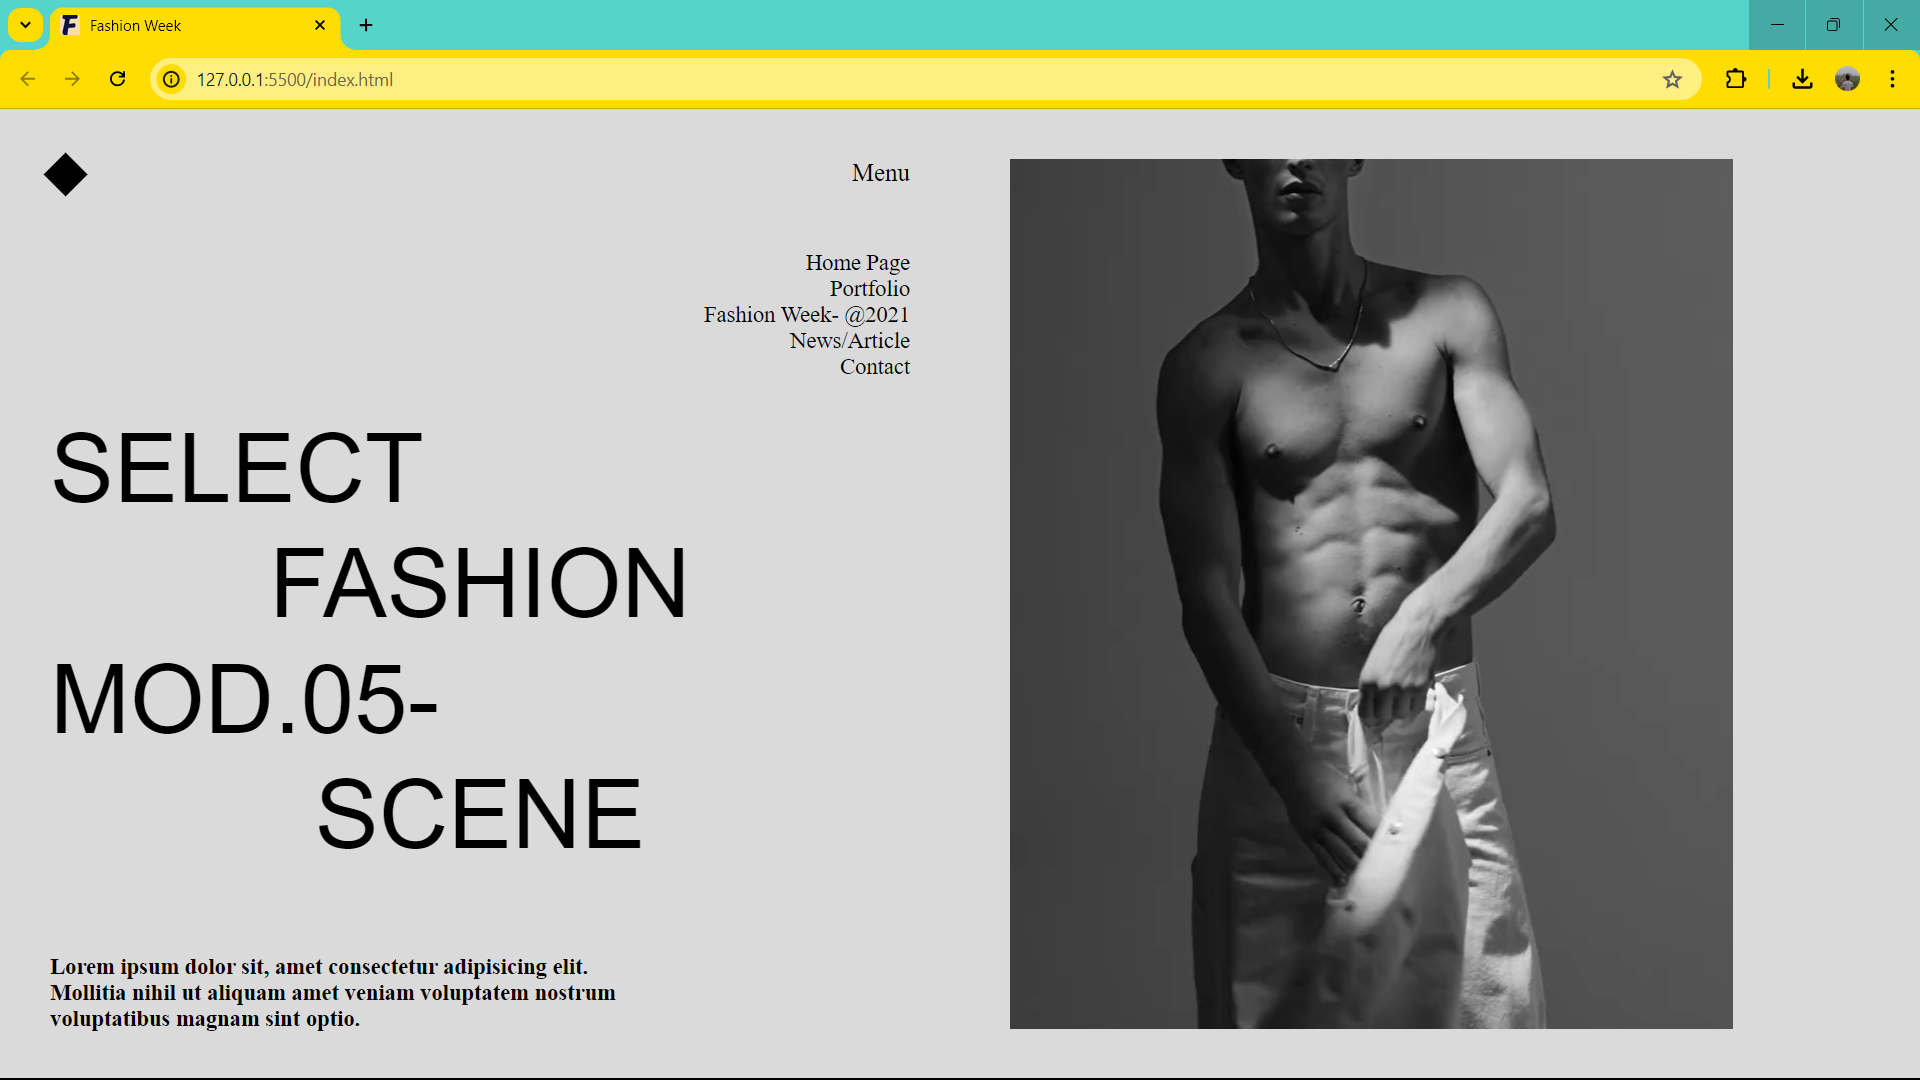 Fashion Week
127.0.0.1:5500/index.html
Menu
Home Page
Portfolio
Fashion Week- @2021
News/Article
Contact
SELECT
FASHION
MOD.05-
SCENE
Lorem ipsum dolor sit, amet consectetur adipisicing elit.
Mollitia nihil ut aliquam amet veniam voluptatem nostrum
voluptatibus magnam sint optio.